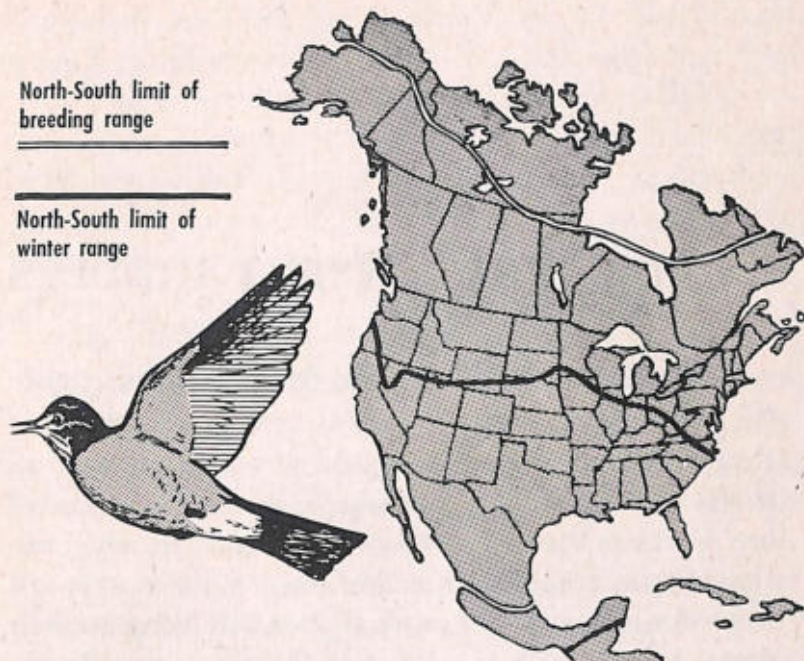 North-South limit of
breeding range
North-South limit of
winter range